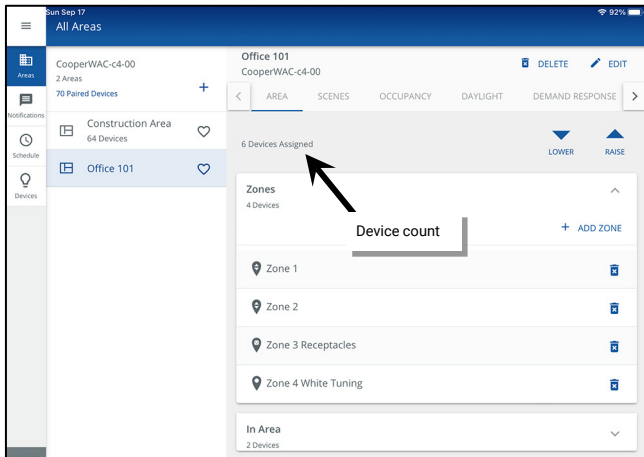 Sun Sep 17
92%
All Areas
Areas
Notifications
Schedule
Devices
CooperWAC-c4-00
2 Areas
70 Paired Devices
+
Construction Area
64 Devices
Office 101
Office 101
CooperWAC-c4-00
DELETE
EDIT
<
AREA
SCENES
OCCUPANCY
DAYLIGHT
DEMAND RESPONSE
>
6 Devices Assigned
LOWER
RAISE
Zones
4 Devices
Device count
+ ADD ZONE
Zone 1
Zone 2
Zone 3 Receptacles
Zone 4 White Tuning
In Area
2 Devices